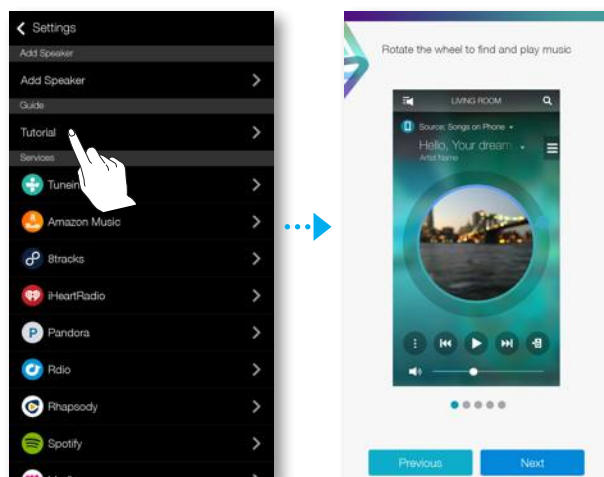 Settings
Add Speaker
Add Speaker
Guide
Tutorial
Services
TuneIn
Amazon Music
8tracks
iHeartRadio
P Pandora
Rdio
Rhapsody
Spotify
Rotate the wheel to find and play music
LIVING ROOM
Source: Songs on Phone
Hello, Your dream
Artist Name
Previous
Next